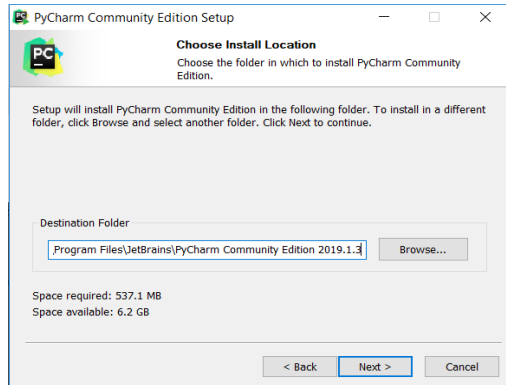 PyCharm Community Edition Setup
PC
Choose Install Location
Choose the folder in which to install PyCharm Community
Edition.
Setup will install PyCharm Community Edition in the following folder. To install in a different
folder, click Browse and select another folder. Click Next to continue.
Destination Folder
Program Files\JetBrains\PyCharm Community Edition 2019.1.3
Browse...
Space required: 537.1 MB
Space available: 6.2 GB
< Back
Next >
Cancel